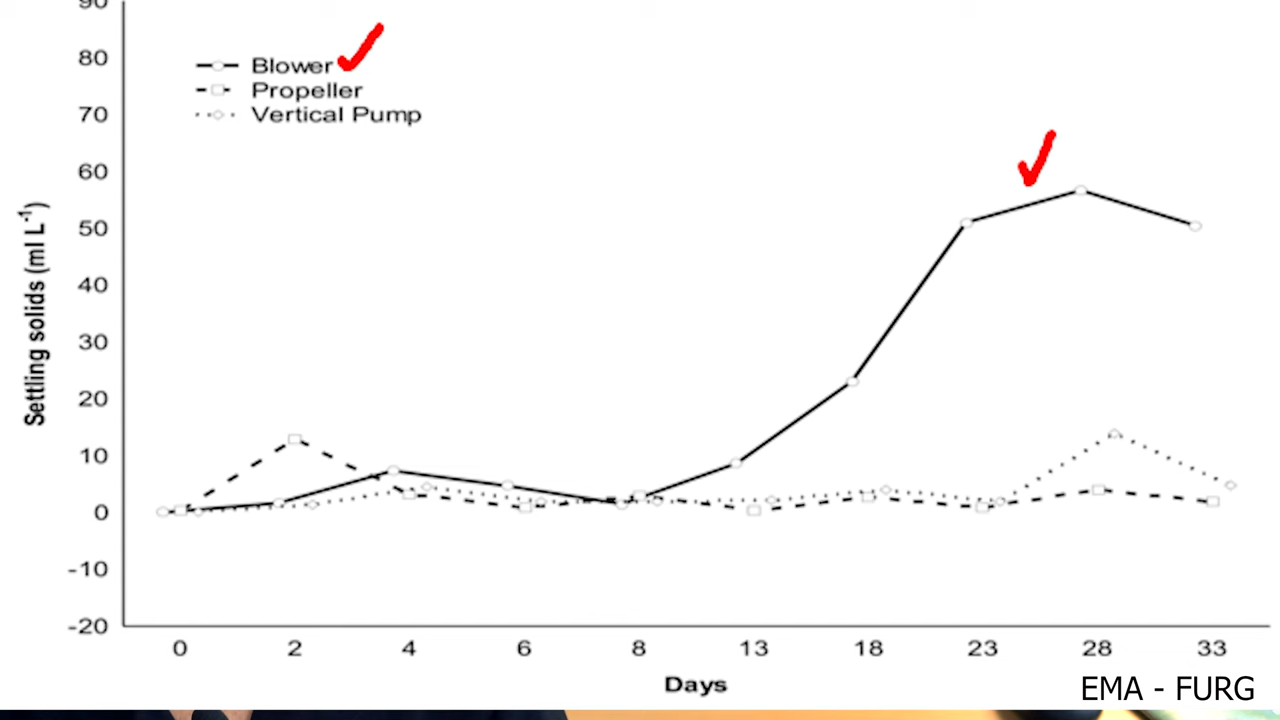 90
80
70
60
50
40
30
20
10
0
-10
-20
Settling solids (ml L-1)
Blower
Propeller
Vertical Pump
0 2 4 6 8 13 18 23 28 33
Days
EMA - FURG